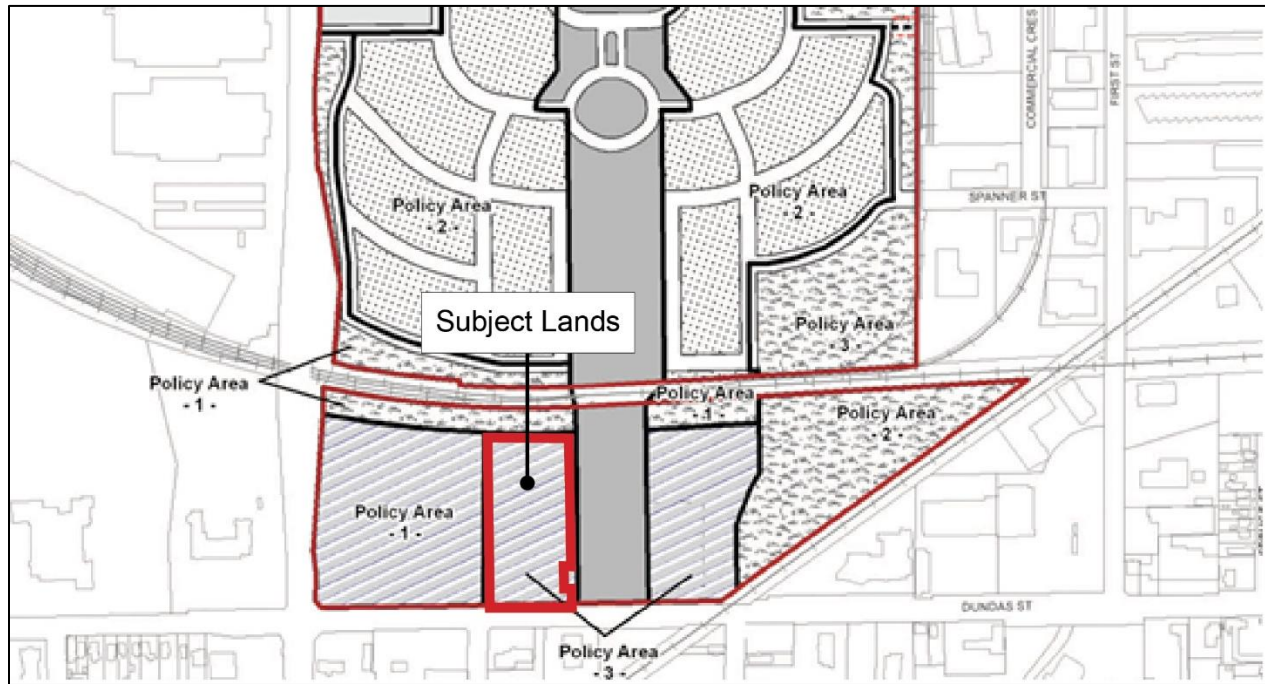 COMMERCIAL CRES
FIRST ST
Policy Area
- 2 -
Policy Area
- 2 -
SPANNER ST
Subject Lands
Policy Area
- 3 -
Policy Area
- 1 -
Policy Area
- 1 -
Policy Area
- 2 -
Policy Area
- 1 -
DUNDAS ST
Policy Area
- 3 -